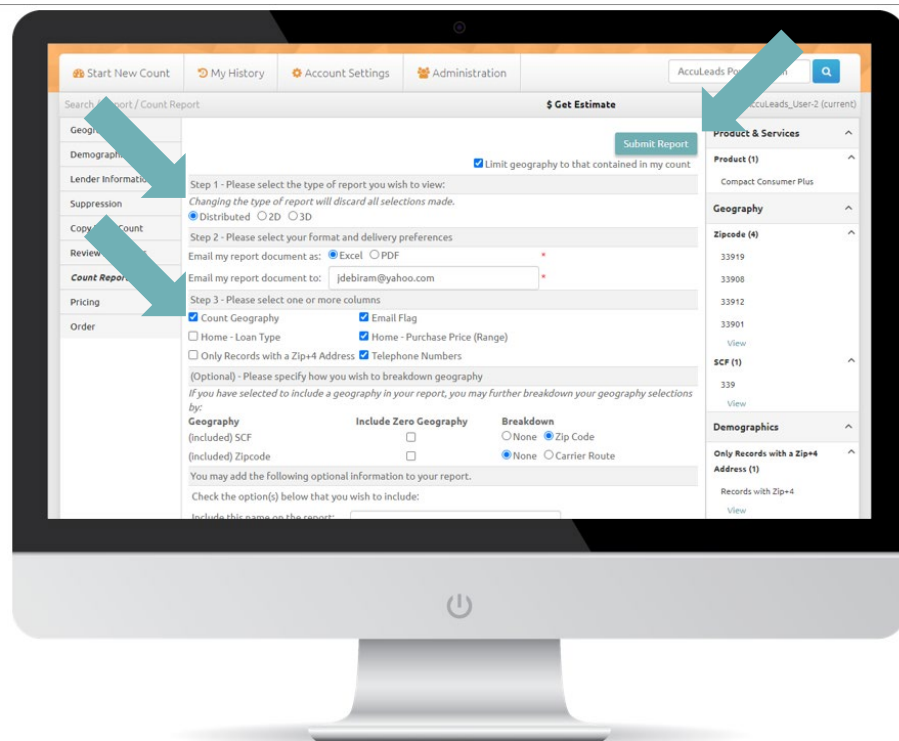 Start New Count My History Account Settings Administration AccuLeads
Search Count Report $ Get Estimate AccuLeads_User-2 (current)
Submit Report
Limit geography to that contained in my count
Demographi
Lender Informati
Suppression
Count
Review
Count Repor
Pricing
Order
Step 1 - Please select the type of report you wish to view:
Changing the type of report will discard all selections made.
Distributed 2D 3D
Step 2 - Please select your format and delivery preferences
Email my report document as: Excel PDF *
Email my report document to: jdebiram@yahoo.com *
Step 3 - Please select one or more columns
Count Geography Email Flag
Home - Loan Type Home - Purchase Price (Range)
Only Records with a Zip+4 Address Telephone Numbers
(Optional) - Please specify how you wish to breakdown geography
If you have selected to include a geography in your report, you may further breakdown your geography selections
by:
Geography Include Zero Geography Breakdown
(included) SCF None Zip Code
(included) Zipcode None Carrier Route
You may add the following optional information to your report.
Check the option(s) below that you wish to include:
Include this name on the report:
Product & Services
Product (1)
Compact Consumer Plus
Geography
Zipcode (4)
33919
33908
33912
33901
View
SCF (1)
339
View
Demographics
Only Records with a Zip+4
Address (1)
Records with Zip+4
View